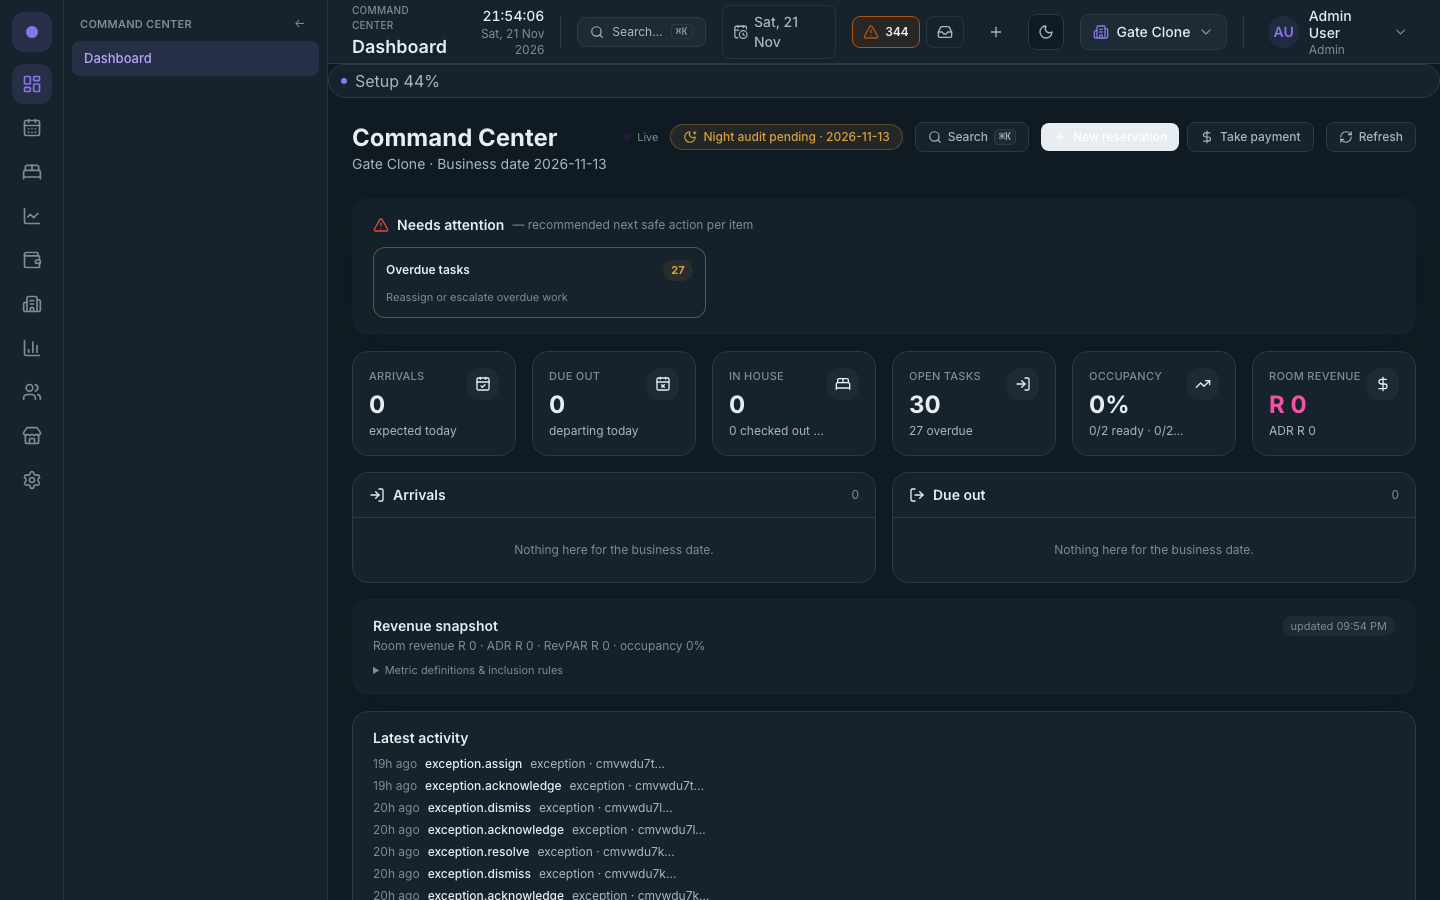 COMMAND CENTER
Dashboard
COMMAND CENTER
Dashboard
21:54:06
Sat, 21 Nov 2026
Search... ⌘K
Sat, 21 Nov
344
Gate Clone
AU
Admin User
Admin
Setup 44%
Command Center
Gate Clone · Business date 2026-11-13
Live
Night audit pending · 2026-11-13
Search ⌘K
New reservation
Take payment
Refresh
Needs attention — recommended next safe action per item
Overdue tasks 27
Reassign or escalate overdue work
ARRIVALS
0
expected today
DUE OUT
0
departing today
IN HOUSE
0
0 checked out ...
OPEN TASKS
30
27 overdue
OCCUPANCY
0%
0/2 ready · 0/2...
ROOM REVENUE
R 0
ADR R 0
Arrivals 0
Nothing here for the business date.
Due out 0
Nothing here for the business date.
Revenue snapshot
updated 09:54 PM
Room revenue R 0 · ADR R 0 · RevPAR R 0 · occupancy 0%
Metric definitions & inclusion rules
Latest activity
19h ago exception.assign exception · cmvwdu7t...
19h ago exception.acknowledge exception · cmvwdu7t...
20h ago exception.dismiss exception · cmvwdu7l...
20h ago exception.acknowledge exception · cmvwdu7l...
20h ago exception.resolve exception · cmvwdu7k...
20h ago exception.dismiss exception · cmvwdu7k...
20h ago exception.acknowledge exception · cmvwdu7k...